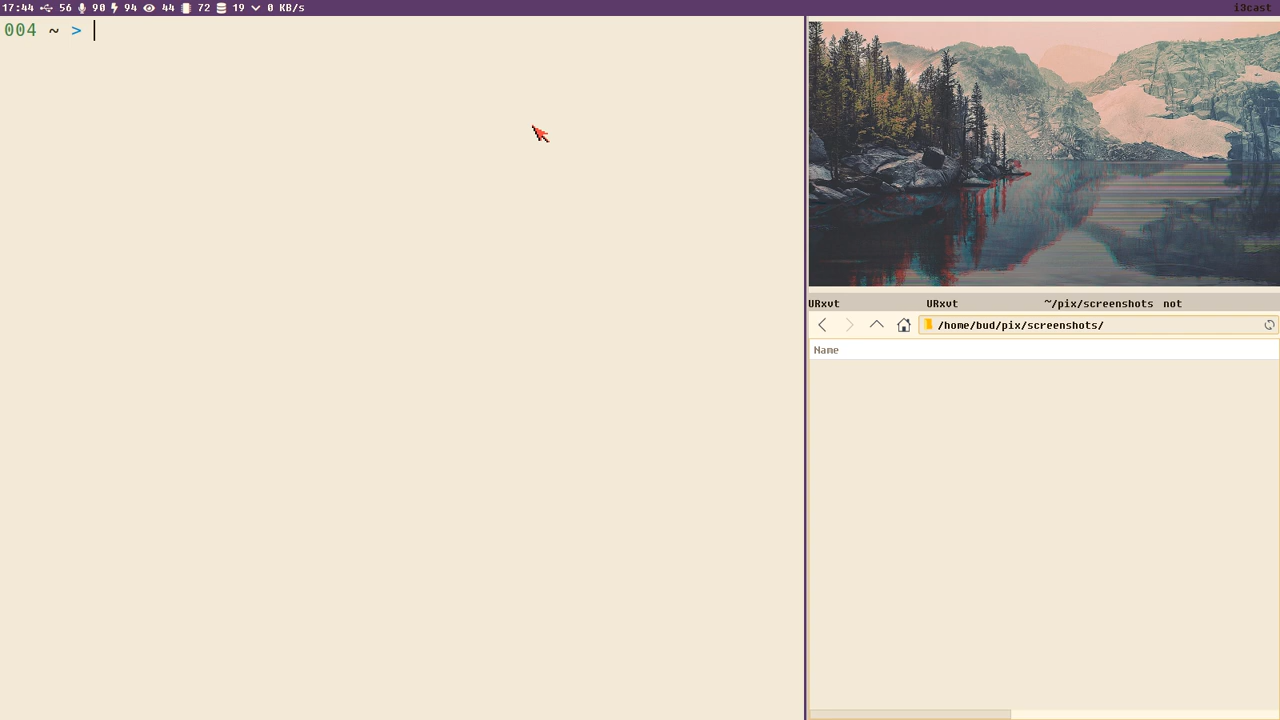 17:44 56 90 94 44 72 19 0 KB/s i3cast
004 ~ >
URxvt URxvt ~/pix/screenshots not
/home/bud/pix/screenshots/
Name